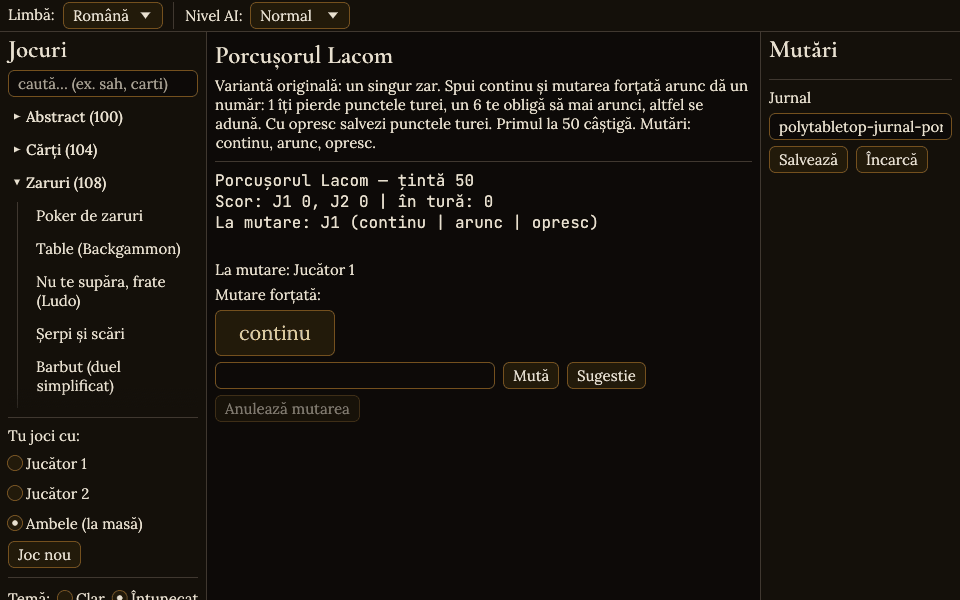 Limbă: Română ▼ Nivel AI: Normal ▼
Jocuri
caută... (ex. sah, carti)
▸ Abstract (100)
▸ Cărți (104)
▾ Zaruri (108)
Poker de zaruri
Table (Backgammon)
Nu te supăra, frate
(Ludo)
Șerpi și scări
Barbut (duel
simplificat)
Tu joci cu:
Jucător 1
Jucător 2
Ambele (la masă)
Joc nou
Temă: Clar Întunecat
Porcușorul Lacom
Variantă originală: un singur zar. Spui continu și mutarea forțată arunc dă un
număr: 1 îți pierde punctele turei, un 6 te obligă să mai arunci, altfel se
adună. Cu opresc salvezi punctele turei. Primul la 50 câștigă. Mutări:
continu, arunc, opresc.
Porcușorul Lacom — țintă 50
Scor: J1 0, J2 0 | în tură: 0
La mutare: J1 (continu | arunc | opresc)
La mutare: Jucător 1
Mutare forțată:
continu
Mută Sugestie
Anulează mutarea
Mutări
Jurnal
polytabletop-jurnal-por
Salvează Încarcă